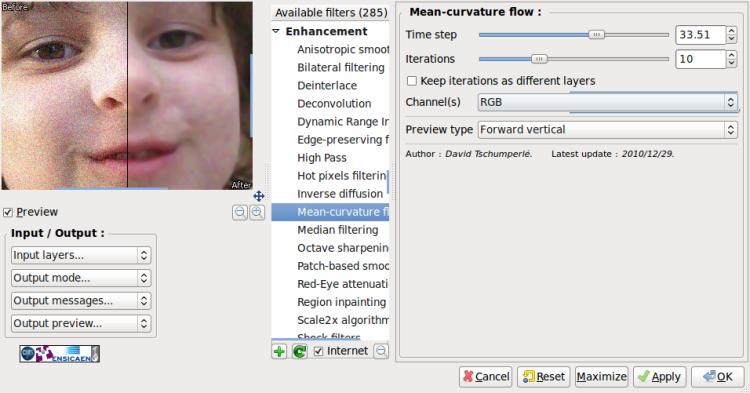 Before
After
Preview
Input / Output :
Input layers...
Output mode...
Output messages...
Output preview...
ENSICAEN
Available filters (285)
Enhancement
Anisotropic smoot
Bilateral filtering
Deinterlace
Deconvolution
Dynamic Range In
Edge-preserving f
High Pass
Hot pixels filterin
Inverse diffusion
Mean-curvature fl
Median filtering
Octave sharpenin
Patch-based smoo
Red-Eye attenuati
Region inpainting
Scale2x algorithm
Shock filters
Internet
Mean-curvature flow :
Time step 33.51
Iterations 10
Keep iterations as different layers
Channel(s) RGB
Preview type Forward vertical
Author : David Tschumperlé. Latest update : 2010/12/29.
Cancel Reset Maximize Apply OK